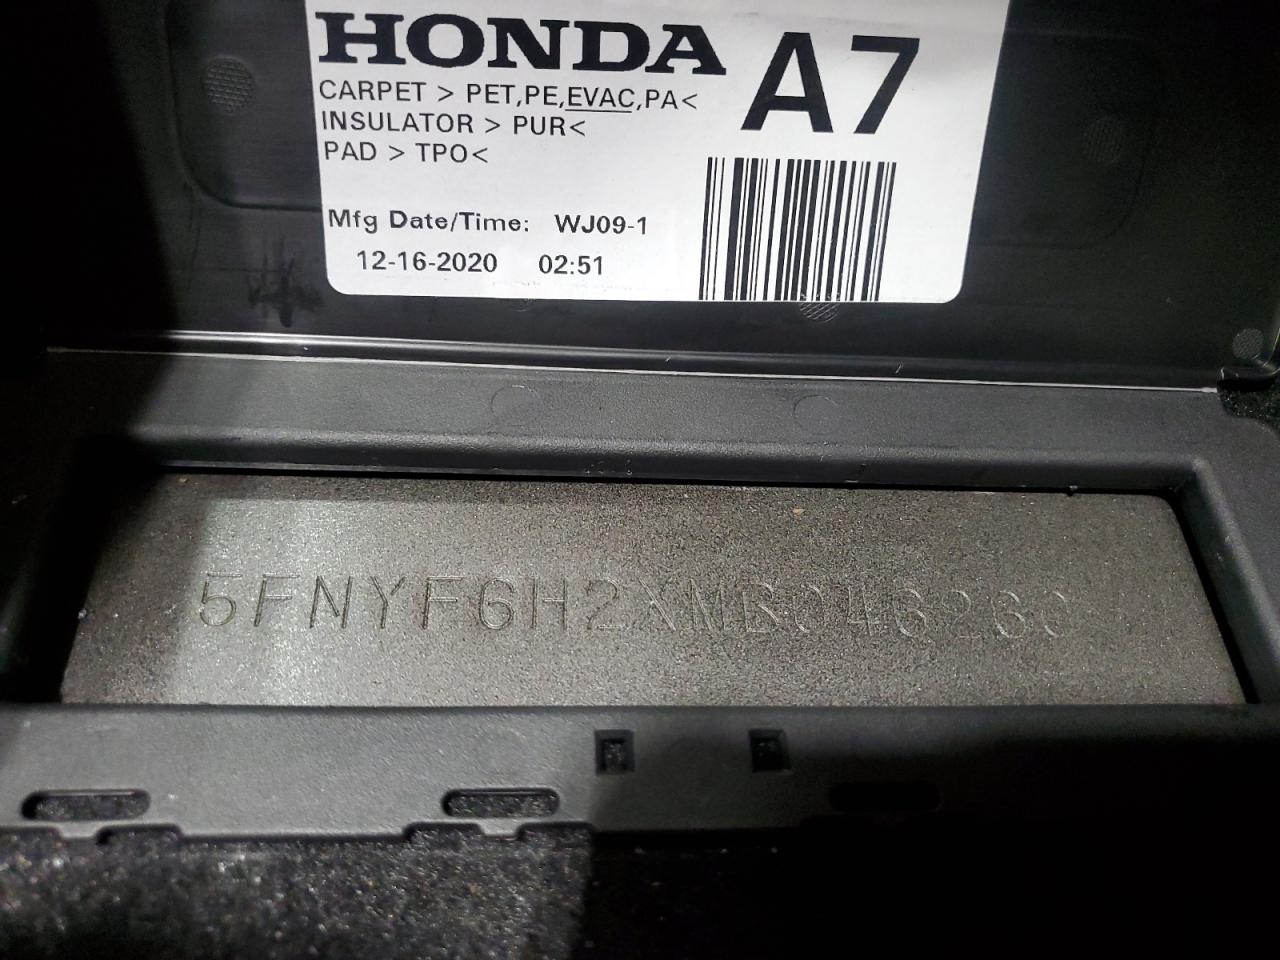 HONDA A7
CARPET > PET,PE,EVAC,PA<
INSULATOR > PUR<
PAD > TPO<
Mfg Date/Time: WJ09-1
12-16-2020 02:51
5FNYF6H2XMB046260